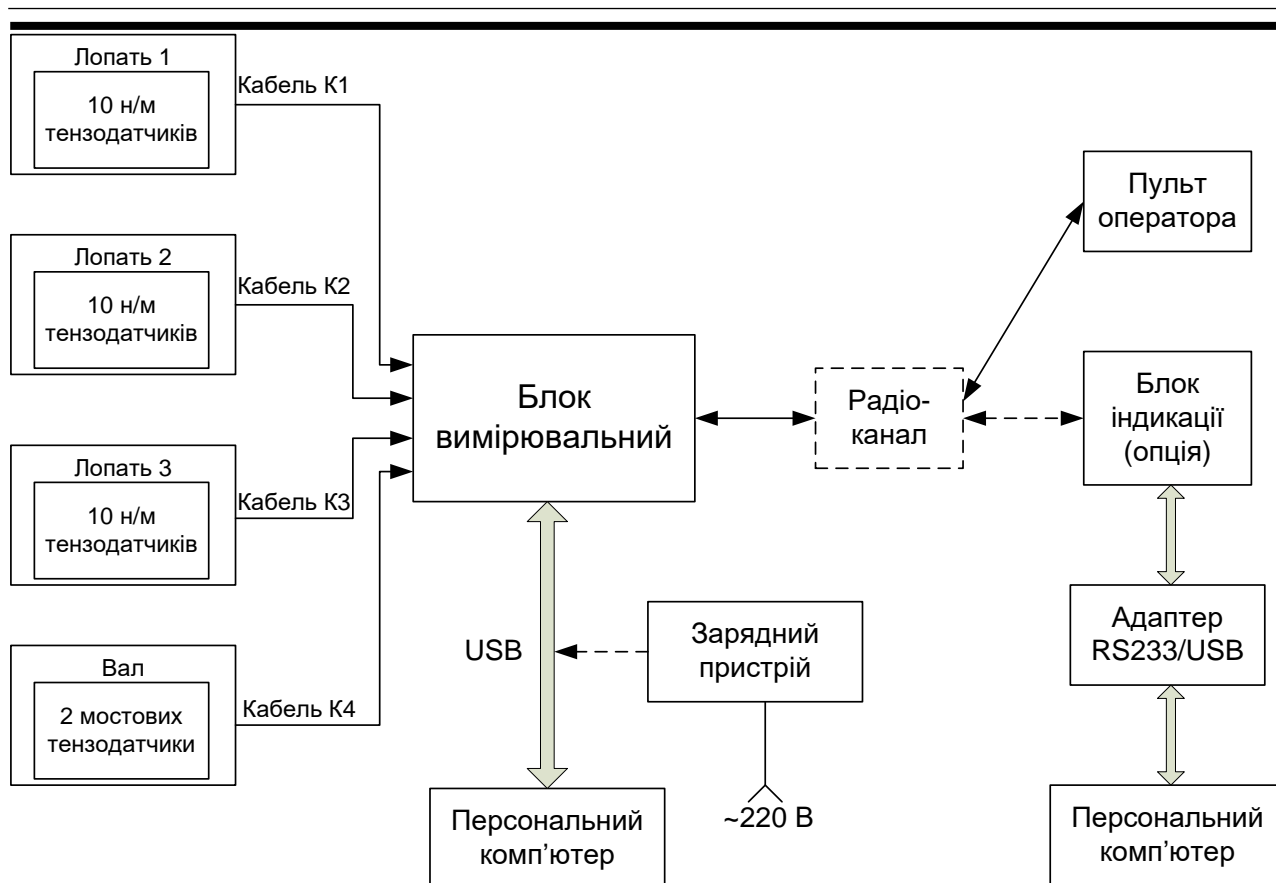 Лопать 1
10 н/м
тензодатчиків
Кабель К1
Лопать 2
10 н/м
тензодатчиків
Кабель К2
Лопать 3
10 н/м
тензодатчиків
Кабель К3
Вал
2 мостових
тензодатчики
Кабель К4
Блок
вимірювальний
Радіо-
канал
Пульт
оператора
Блок
індикації
(опція)
USB
Зарядний
пристрій
~220 В
Адаптер
RS233/USB
Персональний
комп’ютер
Персональний
комп’ютер